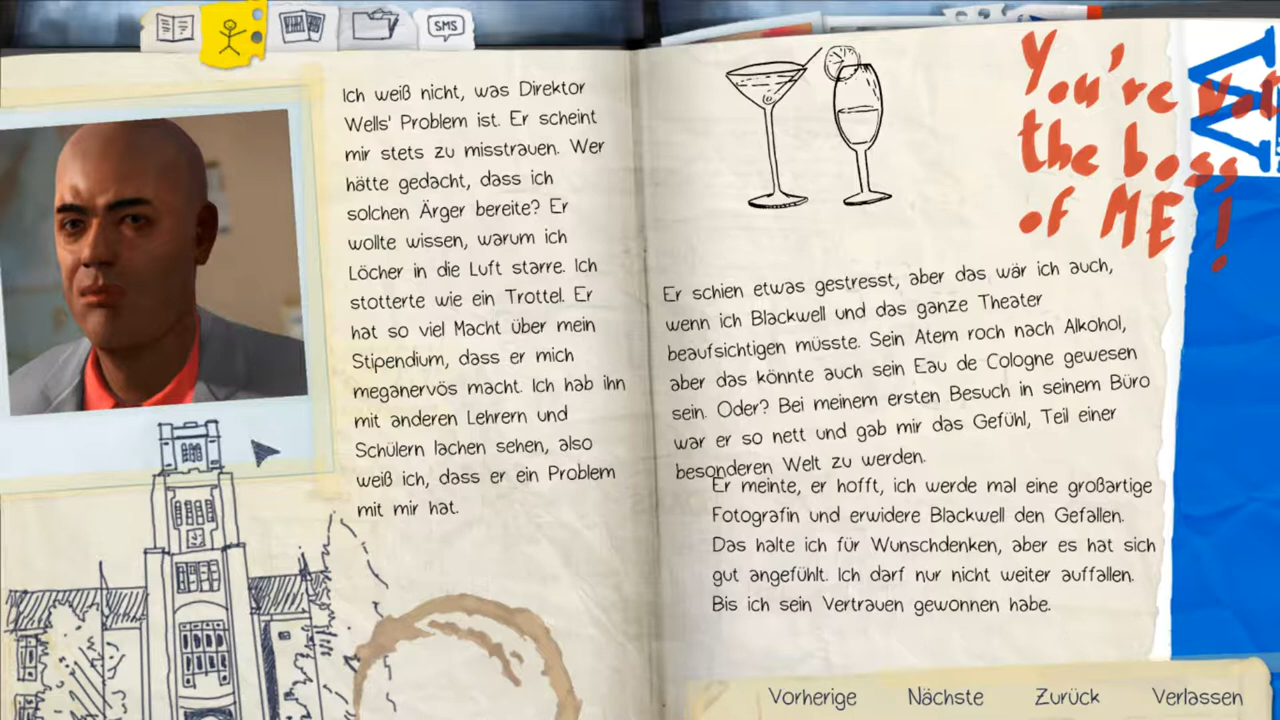 SMS
Ich weiß nicht, was Direktor
Wells' Problem ist. Er scheint
mir stets zu misstrauen. Wer
hätte gedacht, dass ich
solchen Ärger bereite? Er
wollte wissen, warum ich
Löcher in die Luft starre. Ich
stotterte wie ein Trottel. Er
hat so viel Macht über mein
Stipendium, dass er mich
meganervös macht. Ich hab ihn
mit anderen Lehrern und
Schülern lachen sehen, also
weiß ich, dass er ein Problem
mit mir hat.
You're not
the boss
of ME!
W
Er schien etwas gestresst, aber das wär ich auch,
wenn ich Blackwell und das ganze Theater
beaufsichtigen müsste. Sein Atem roch nach Alkohol,
aber das könnte auch sein Eau de Cologne gewesen
sein. Oder? Bei meinem ersten Besuch in seinem Büro
war er so nett und gab mir das Gefühl, Teil einer
besonderen Welt zu werden.
Er meinte, er hofft, ich werde mal eine großartige
Fotografin und erwidere Blackwell den Gefallen.
Das halte ich für Wunschdenken, aber es hat sich
gut angefühlt. Ich darf nur nicht weiter auffallen.
Bis ich sein Vertrauen gewonnen habe.
Vorherige Nächste Zurück Verlassen